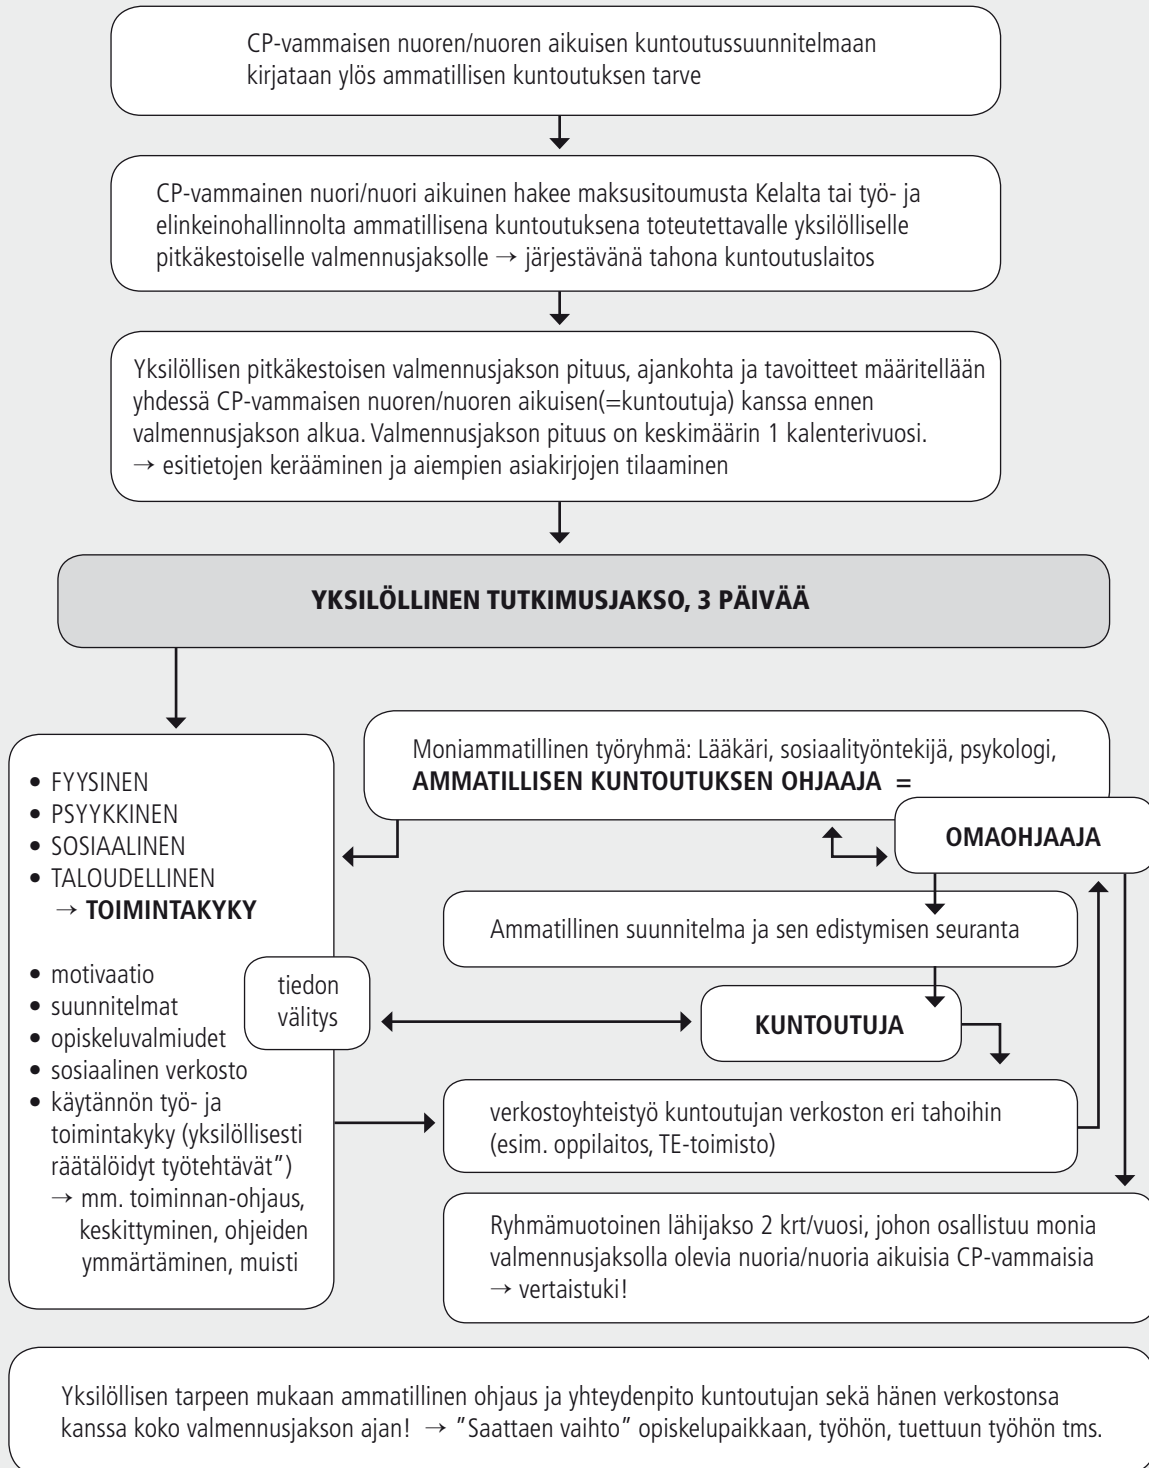 CP-vammaisen nuoren/nuoren aikuisen kuntoutussuunnitelmaan
kirjataan ylös ammatillisen kuntoutuksen tarve
CP-vammainen nuori/nuori aikuinen hakee maksusitoumusta Kelalta tai työ- ja
elinkeinohallinnolta ammatillisena kuntoutuksena toteutettavalle yksilölliselle
pitkäkestoiselle valmennusjaksolle → järjestävänä tahona kuntoutuslaitos
Yksilöllisen pitkäkestoisen valmennusjakson pituus, ajankohta ja tavoitteet määritellään
yhdessä CP-vammaisen nuoren/nuoren aikuisen(=kuntoutuja) kanssa ennen
valmennusjakson alkua. Valmennusjakson pituus on keskimäärin 1 kalenterivuosi.
→ esitietojen kerääminen ja aiempien asiakirjojen tilaaminen
YKSILÖLLINEN TUTKIMUSJAKSO, 3 PÄIVÄÄ
• FYYSINEN
• PSYYKKINEN
• SOSIAALINEN
• TALOUDELLINEN
→ TOIMINTAKYKY
• motivaatio
• suunnitelmat
• opiskeluvalmiudet
• sosiaalinen verkosto
• käytännön työ- ja
toimintakyky (yksilöllisesti
räätälöidyt työtehtävät")
→ mm. toiminnan-ohjaus,
keskittyminen, ohjeiden
ymmärtäminen, muisti
tiedon
välitys
Moniammatillinen työryhmä: Lääkäri, sosiaalityöntekijä, psykologi,
AMMATILLISEN KUNTOUTUKSEN OHJAAJA =
OMAOHJAAJA
Ammatillinen suunnitelma ja sen edistymisen seuranta
KUNTOUTUJA
verkostoyhteistyö kuntoutujan verkoston eri tahoihin
(esim. oppilaitos, TE-toimisto)
Ryhmämuotoinen lähijakso 2 krt/vuosi, johon osallistuu monia
valmennusjaksolla olevia nuoria/nuoria aikuisia CP-vammaisia
→ vertaistuki!
Yksilöllisen tarpeen mukaan ammatillinen ohjaus ja yhteydenpito kuntoutujan sekä hänen verkostonsa
kanssa koko valmennusjakson ajan! → "Saattaen vaihto" opiskelupaikkaan, työhön, tuettuun työhön tms.